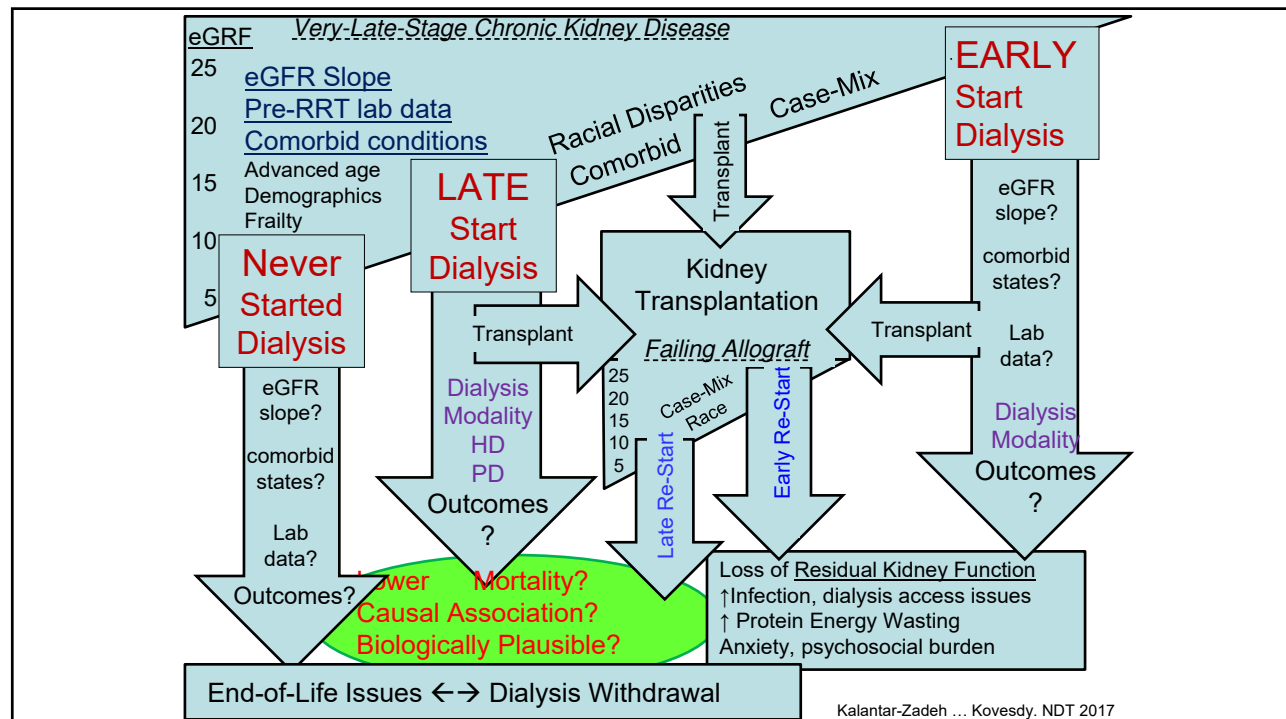 eGRF
Very-Late-Stage Chronic Kidney Disease
25
20
15
10
5
eGFR Slope
Pre-RRT lab data
Comorbid conditions
Advanced age
Demographics
Frailty
Racial Disparities
Case-Mix
Comorbid
Never
Started
Dialysis
eGFR
slope?
comorbid
states?
Lab
data?
Outcomes?
LATE
Start
Dialysis
Transplant
Dialysis
Modality
HD
PD
Outcomes
?
Transplant
Kidney
Transplantation
Failing Allograft
25
20
15
10
5
Case-Mix
Race
Late Re-Start
Early Re-Start
EARLY
Start
Dialysis
eGFR
slope?
comorbid
states?
Transplant
Lab
data?
Dialysis
Modality
Outcomes
?
Lower Mortality?
Causal Association?
Biologically Plausible?
Loss of Residual Kidney Function
↑Infection, dialysis access issues
↑ Protein Energy Wasting
Anxiety, psychosocial burden
End-of-Life Issues ←→ Dialysis Withdrawal
Kalantar-Zadeh … Kovesdy. NDT 2017